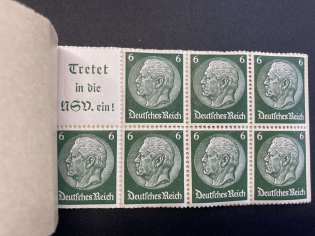 Tretet
in die
NSV. ein!
6 6 6 6 6 6
Deutsches Reich Deutsches Reich Deutsches Reich
6 6 6 6 6 6 6 6
Deutsches Reich Deutsches Reich Deutsches Reich Deutsches Reich